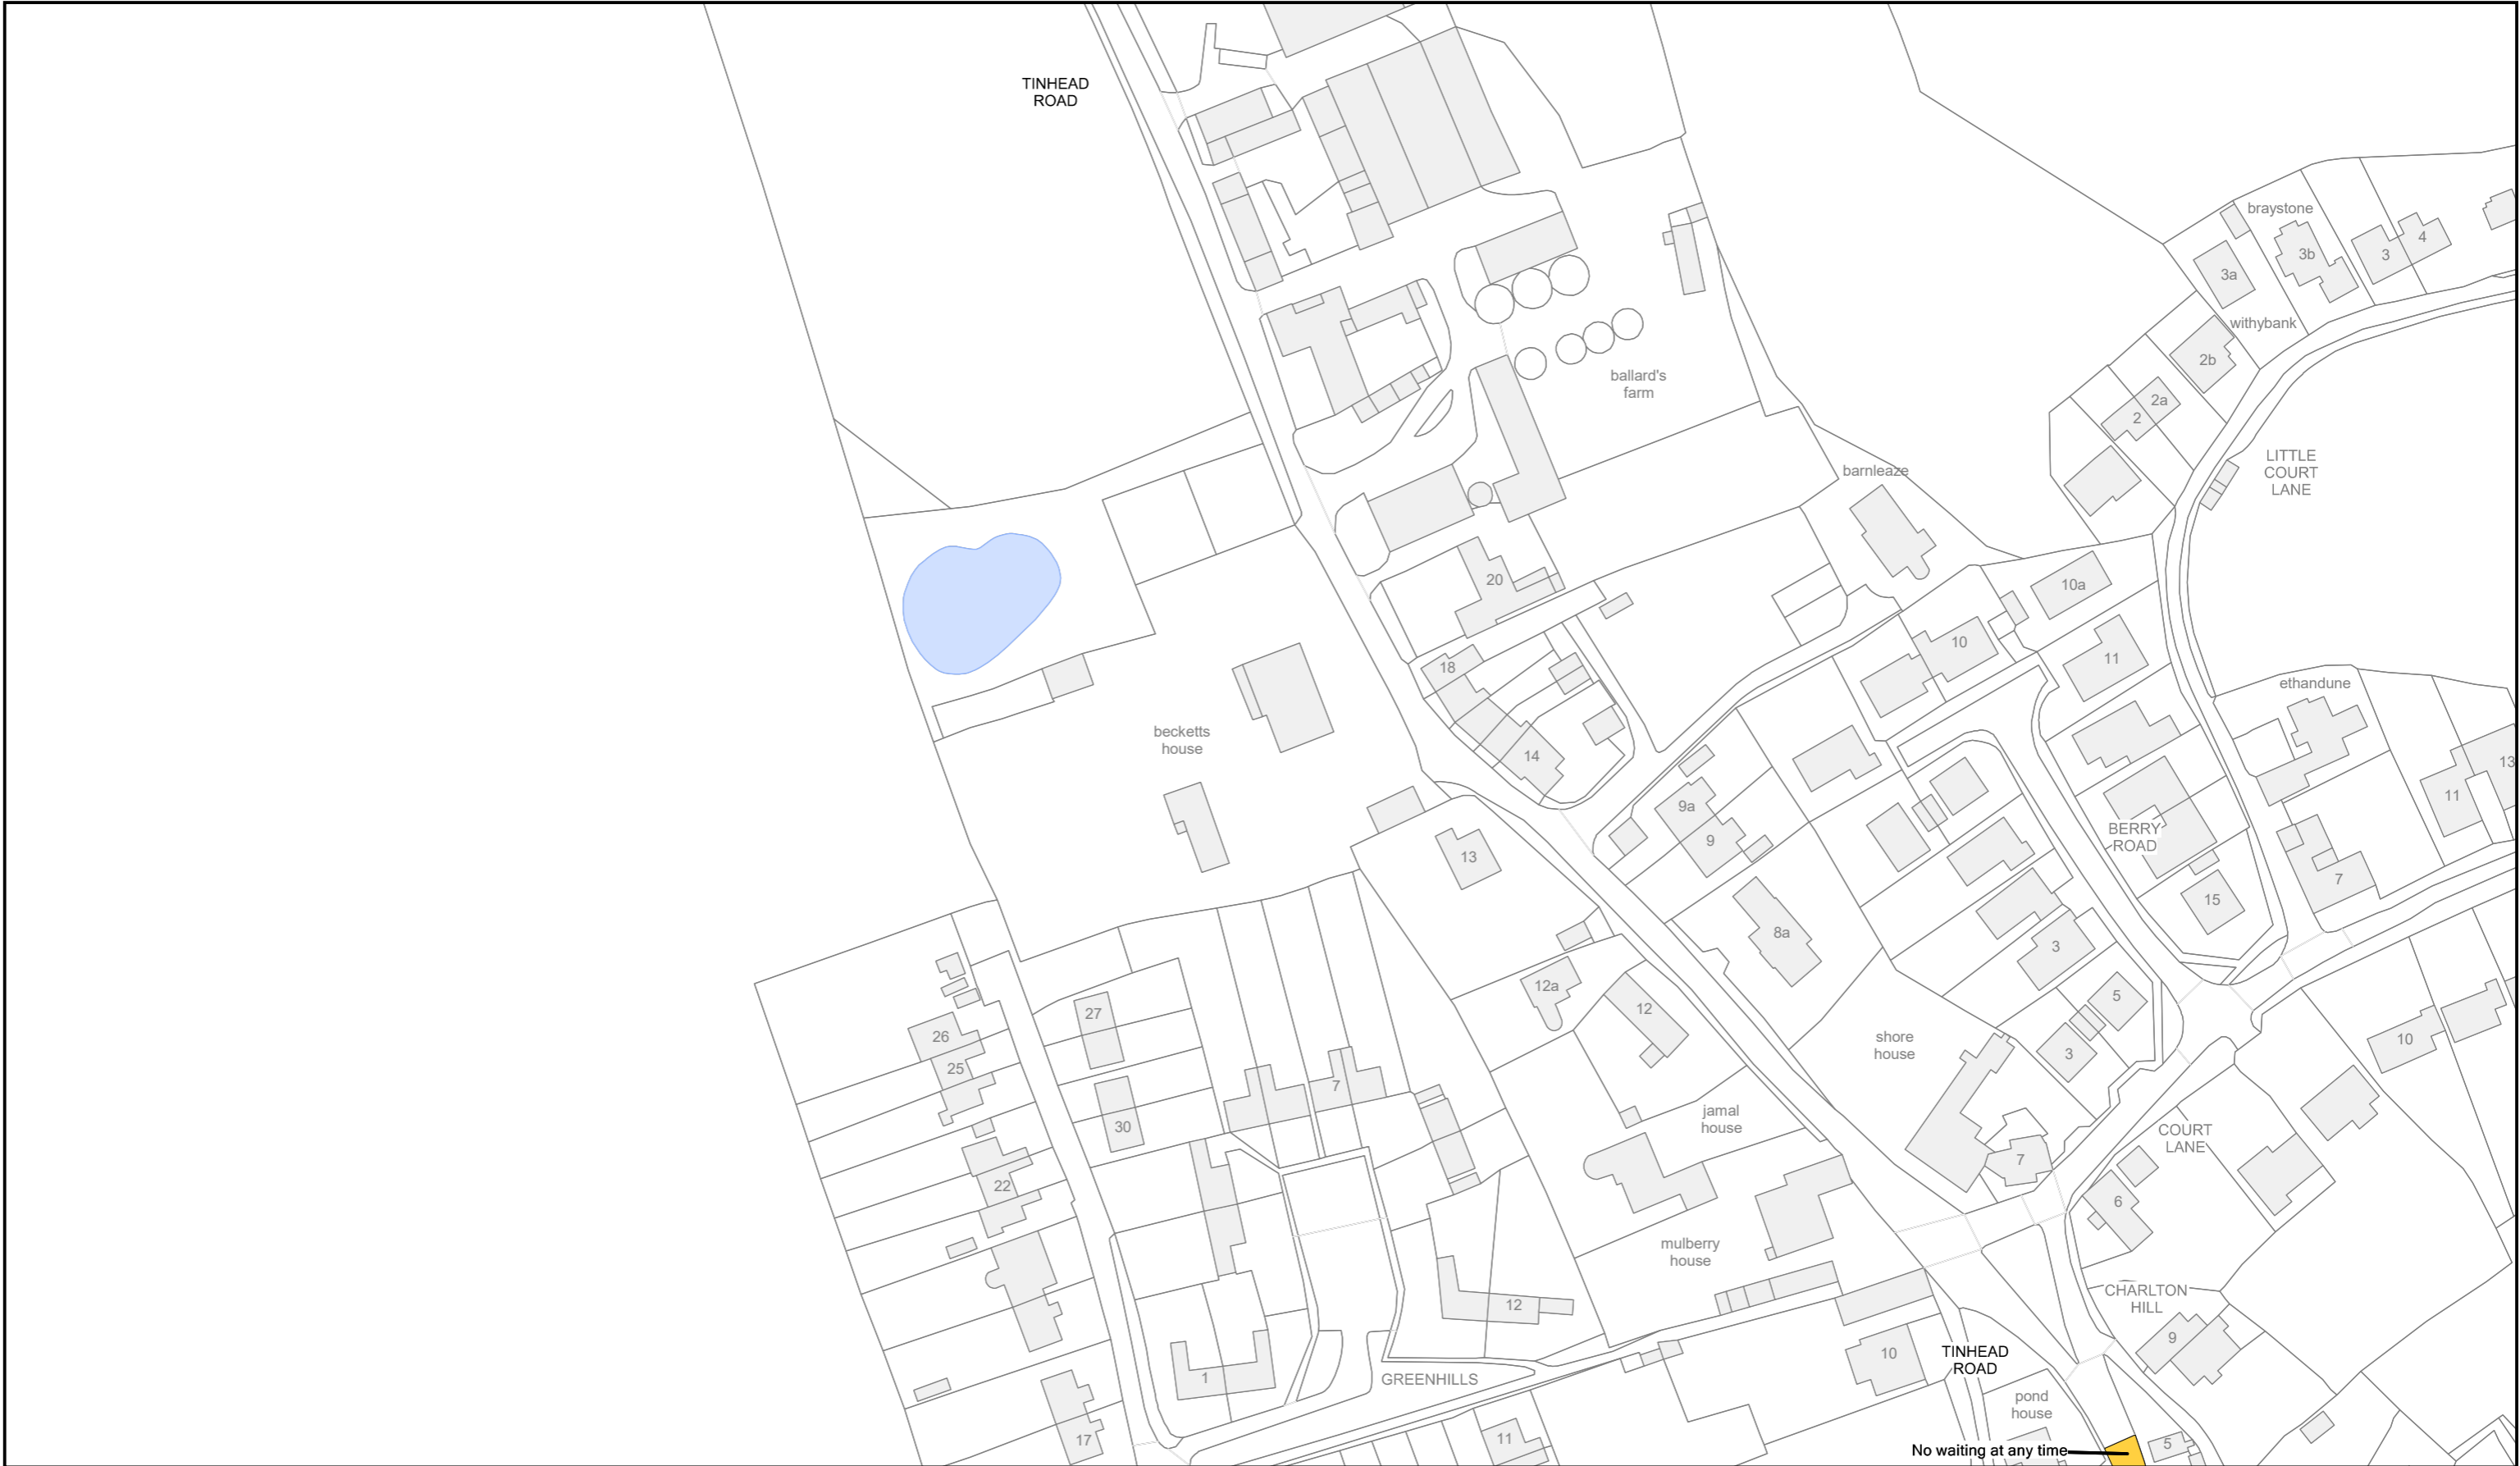 TINHEAD
ROAD
braystone
3b
3
4
3a
withybank
2b
2a
2
ballard's
farm
LITTLE
COURT
LANE
barnleaze
20
10a
10
11
18
ethandune
becketts
house
14
13
11
9a
9
BERRY
ROAD
13
7
15
8a
3
12a
12
5
27
26
shore
house
10
3
25
7
30
jamal
house
COURT
LANE
7
22
6
mulberry
house
CHARLTON
HILL
12
9
10
TINHEAD
ROAD
1
GREENHILLS
pond
house
17
11
5
No waiting at any time